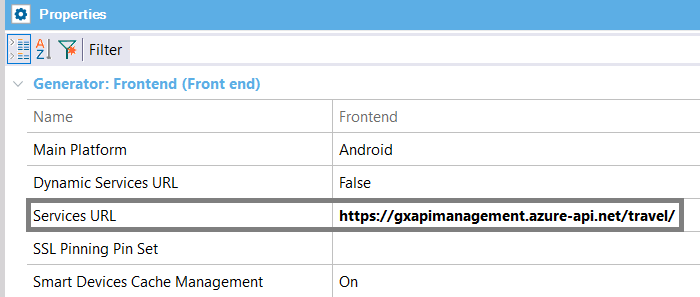 Properties
A Z Filter
Generator: Frontend (Front end)
Name Frontend
Main Platform Android
Dynamic Services URL False
Services URL https://gxapimanagement.azure-api.net/travel/
SSL Pinning Pin Set
Smart Devices Cache Management On